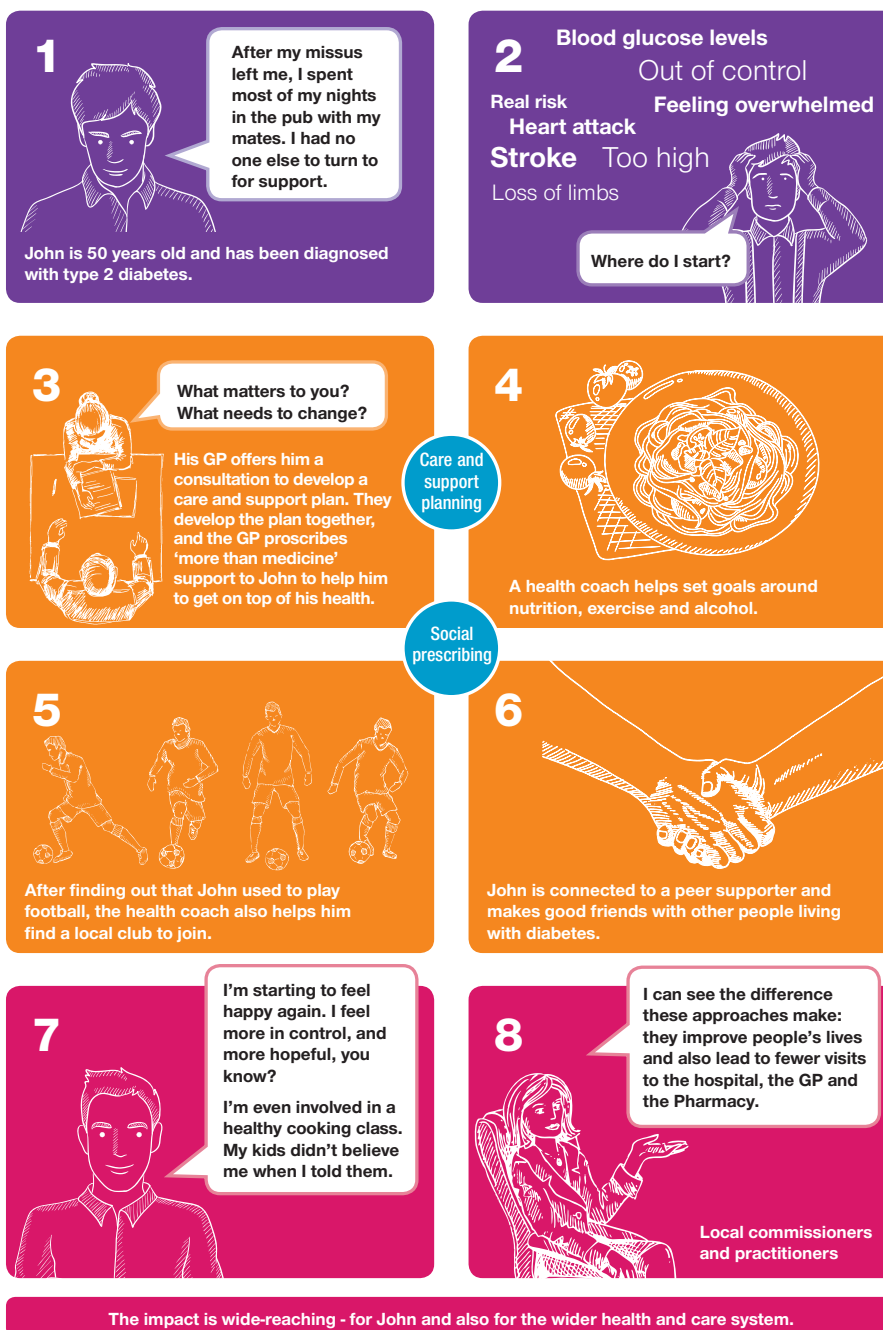 1
After my missus
left me, I spent
most of my nights
in the pub with my
mates. I had no
one else to turn to
for support.
John is 50 years old and has been diagnosed
with type 2 diabetes.
2
Blood glucose levels
Out of control
Real risk
Feeling overwhelmed
Heart attack
Stroke
Too high
Loss of limbs
Where do I start?
3
What matters to you?
What needs to change?
His GP offers him a
consultation to develop a
care and support plan. They
develop the plan together,
and the GP proscribes
‘more than medicine’
support to John to help him
to get on top of his health.
Care and
support
planning
4
A health coach helps set goals around
nutrition, exercise and alcohol.
Social
prescribing
5
After finding out that John used to play
football, the health coach also helps him
find a local club to join.
6
John is connected to a peer supporter and
makes good friends with other people living
with diabetes.
7
I’m starting to feel
happy again. I feel
more in control, and
more hopeful, you
know?
I’m even involved in a
healthy cooking class.
My kids didn’t believe
me when I told them.
8
I can see the difference
these approaches make:
they improve people’s lives
and also lead to fewer visits
to the hospital, the GP and
the Pharmacy.
Local commissioners
and practitioners
The impact is wide-reaching - for John and also for the wider health and care system.